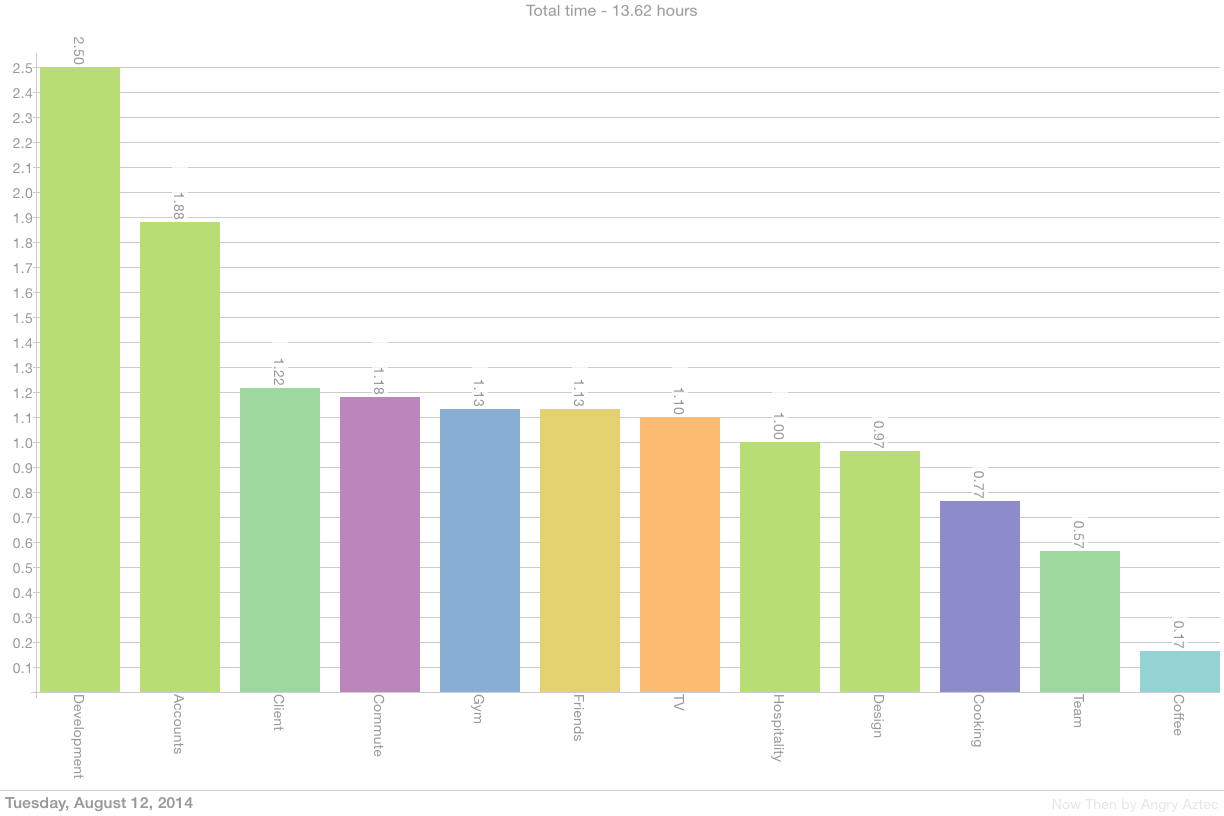 Total time - 13.62 hours
2.50
1.88
1.22
1.18
1.13
1.13
1.10
1.00
0.97
0.77
0.57
0.17
2.5
2.4
2.3
2.2
2.1
2.0
1.9
1.8
1.7
1.6
1.5
1.4
1.3
1.2
1.1
1.0
0.9
0.8
0.7
0.6
0.5
0.4
0.3
0.2
0.1
Development
Accounts
Client
Commute
Gym
Friends
TV
Hospitality
Design
Cooking
Team
Coffee
Tuesday, August 12, 2014
Now Then by Angry Aztec